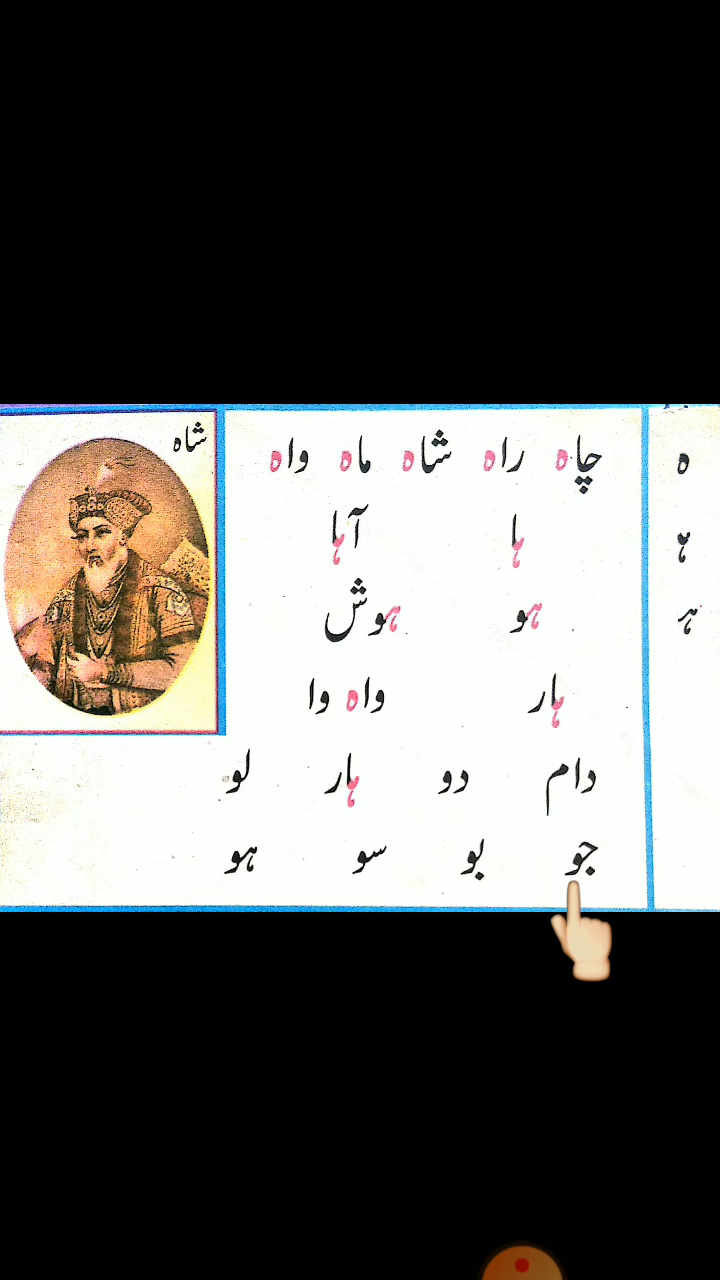 ہ
ہ
ہ
چاہ راہ شاہ ماہ واہ
ہا آہا
ہو ہوش
ہار واہ وا
دام دو ہار لو
جو بو سو ہو
شاہ